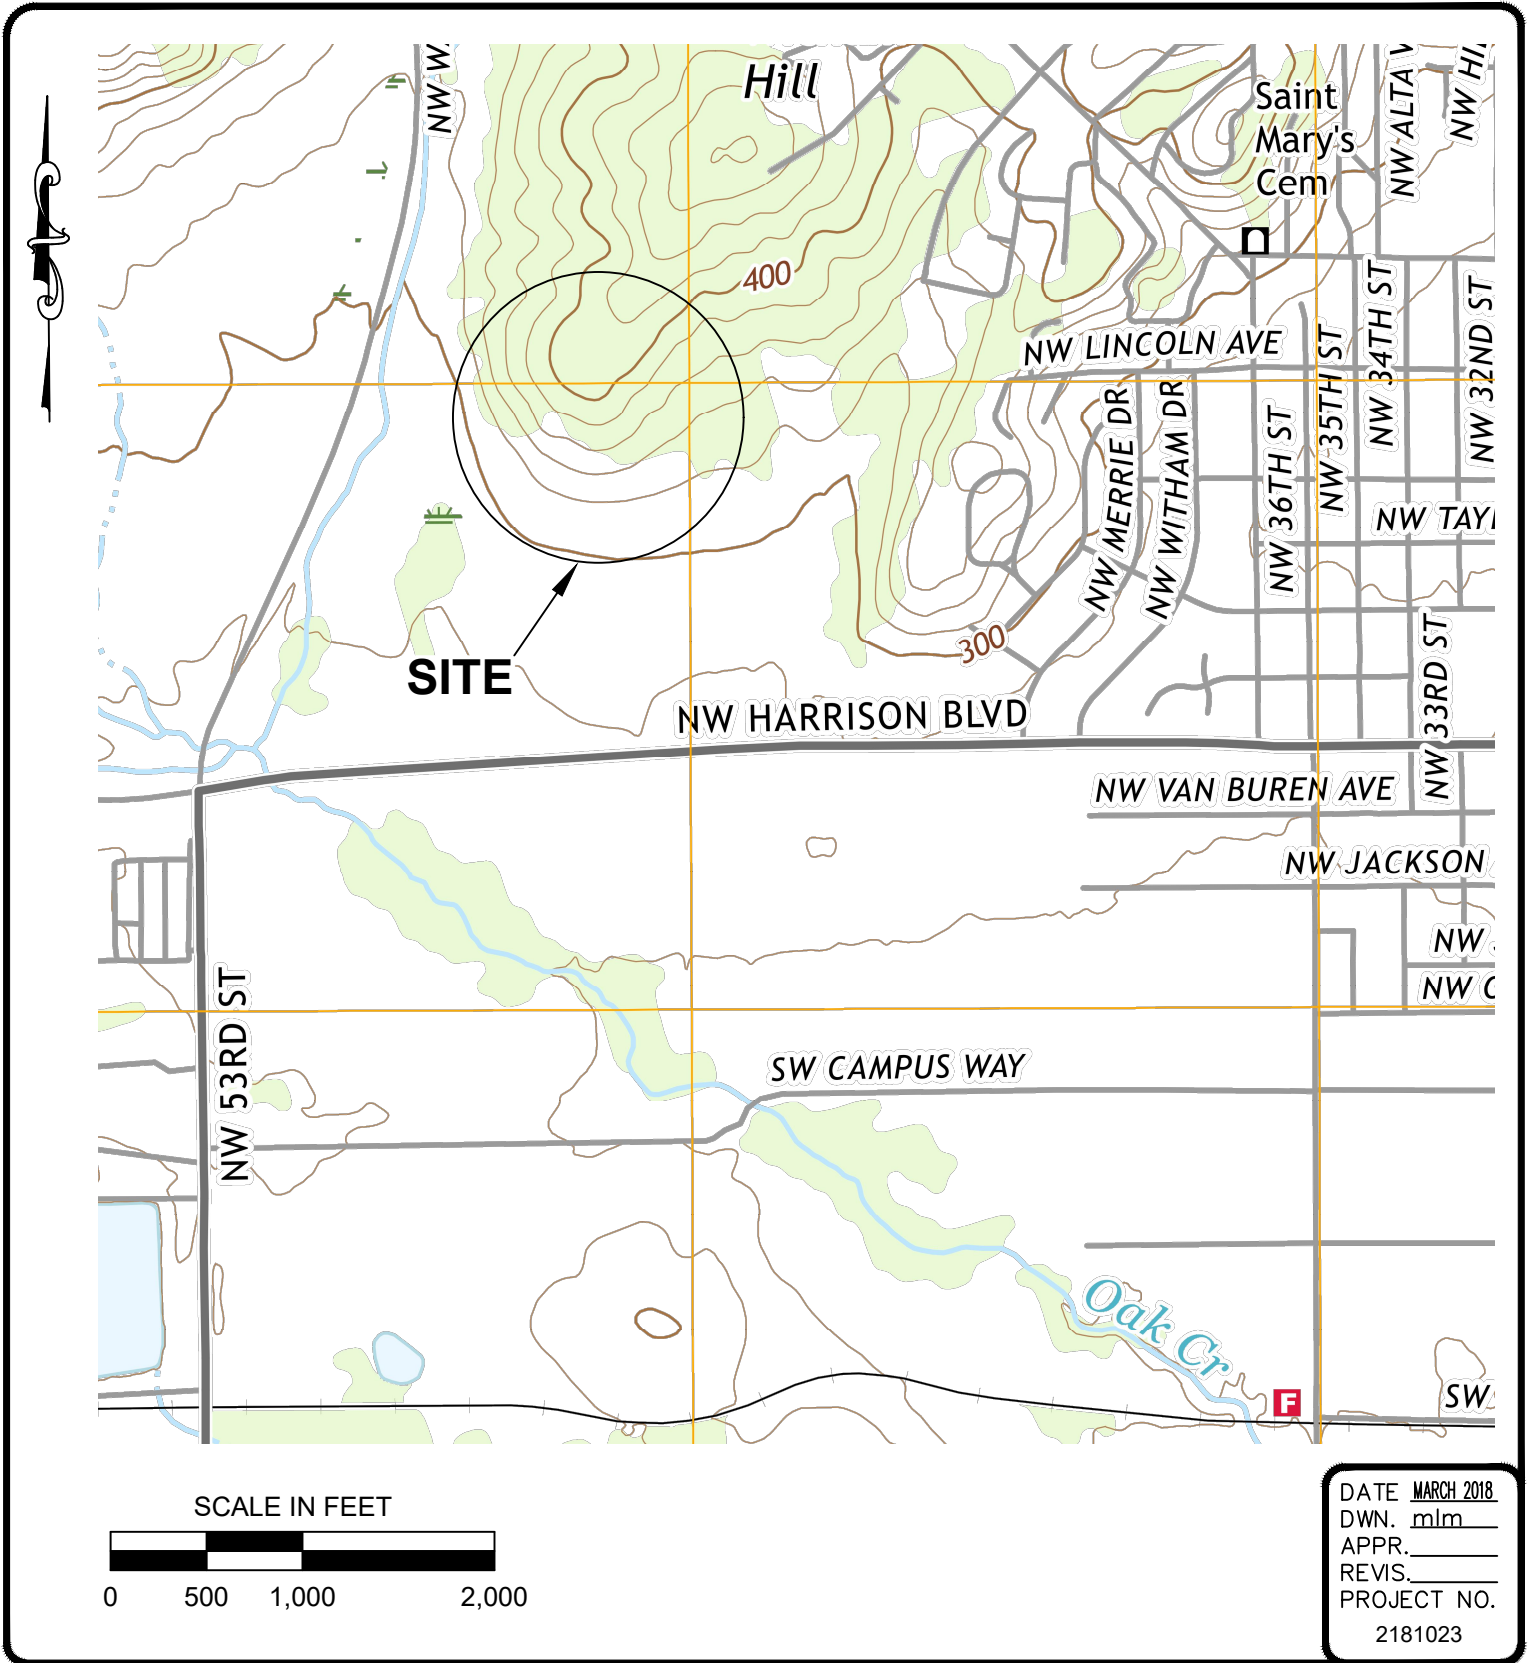 NW W
Hill
Saint
Mary's
Cem
NW ALTA V
NW HI
400
NW LINCOLN AVE
NW 34TH ST
NW 32ND ST
NW 35TH ST
NW 36TH ST
NW MERRIE DR
NW WITHAM DR
NW TAY
300
SITE
NW HARRISON BLVD
NW 33RD ST
NW VAN BUREN AVE
NW JACKSON
NW
NW
NW 53RD ST
SW CAMPUS WAY
Oak Cr
F
SW
SCALE IN FEET
0 500 1,000 2,000
DATE MARCH 2018
DWN. mlm
APPR.
REVIS.
PROJECT NO.
2181023